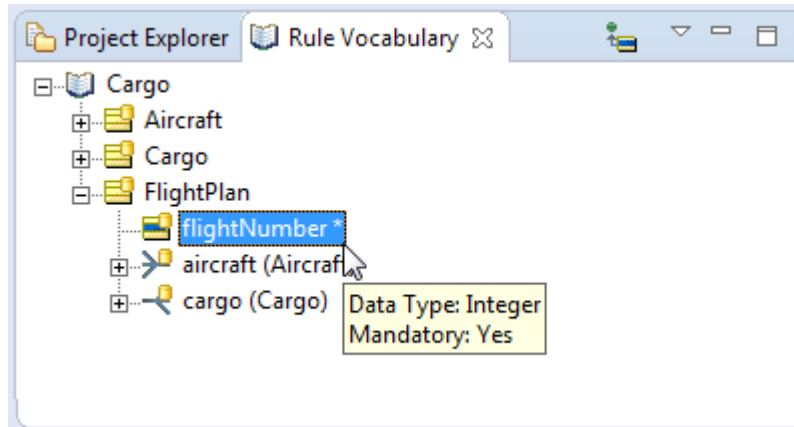 Project Explorer Rule Vocabulary
Cargo
Aircraft
Cargo
FlightPlan
flightNumber *
aircraft (Aircraf
cargo (Cargo)
Data Type: Integer
Mandatory: Yes